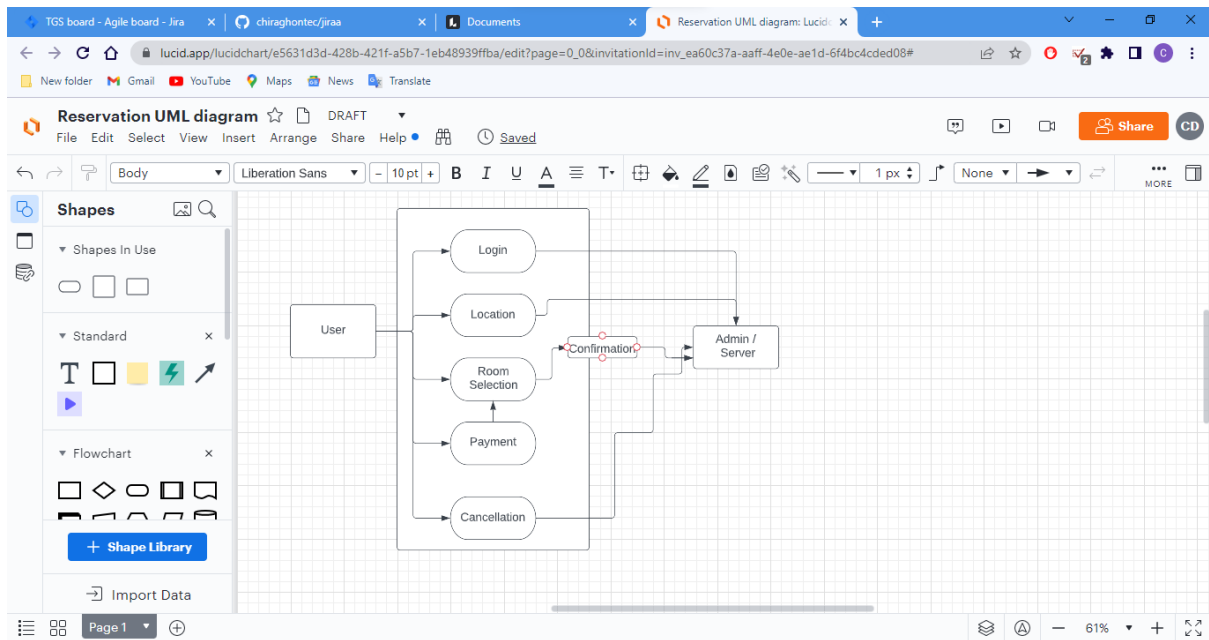 TGS board - Agile board - Jira
chiraghontec/jiraa
Documents
Reservation UML diagram: Lucidc
lucid.app/lucidchart/e5631d3d-428b-421f-a5b7-1eb48939ffba/edit?page=0_0&invitationId=inv_ea60c37a-aaff-4e0e-ae1d-6f4bc4cded08#
2
C
New folder
Gmail
YouTube
Maps
News
Translate
Reservation UML diagram
DRAFT
File Edit Select View Insert Arrange Share Help
Saved
Share
CD
Body
Liberation Sans
- 10 pt +
B I U A T
1 px
None
MORE
Shapes
Shapes In Use
Standard
T
Flowchart
+ Shape Library
Import Data
User
Login
Location
Room
Selection
Payment
Cancellation
Confirmation
Admin /
Server
Page 1
61%